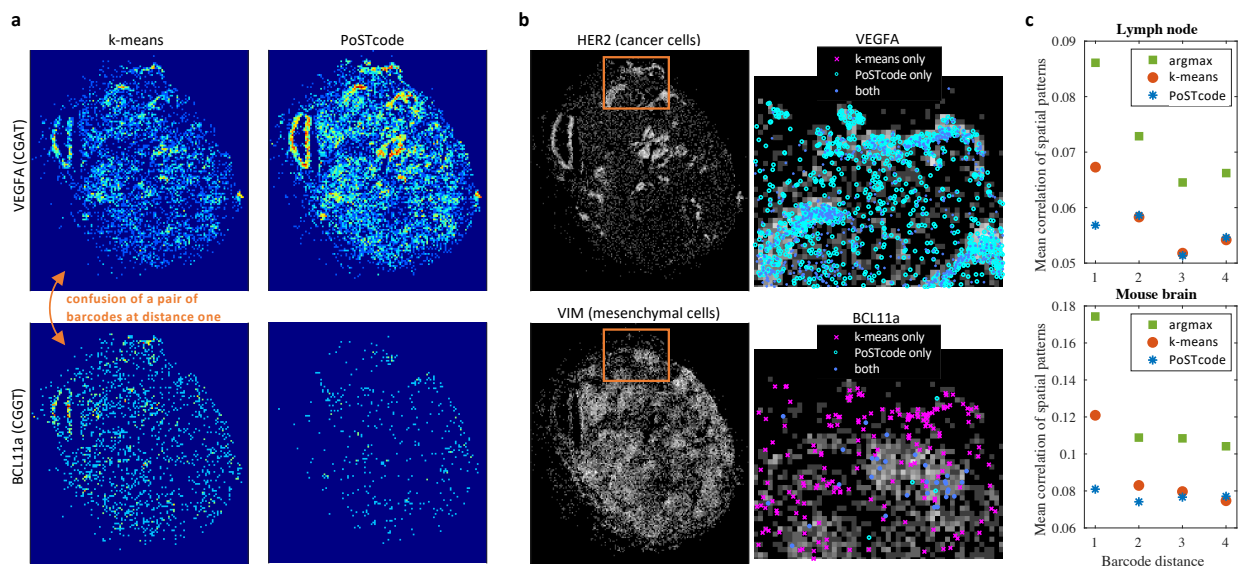 a
k-means
PoSTcode
VEGFA (CGAT)
confusion of a pair of
barcodes at distance one
BCL11a (CGGT)
b
HER2 (cancer cells)
VEGFA
k-means only
PoSTcode only
both
VIM (mesenchymal cells)
BCL11a
k-means only
PoSTcode only
both
c
Lymph node
Mean correlation of spatial patterns
0.09
0.08
0.07
0.06
0.05
argmax
k-means
PoSTcode
1 2 3 4
Mouse brain
Mean correlation of spatial patterns
0.18
0.16
0.14
0.12
0.1
0.08
0.06
argmax
k-means
PoSTcode
1 2 3 4
Barcode distance